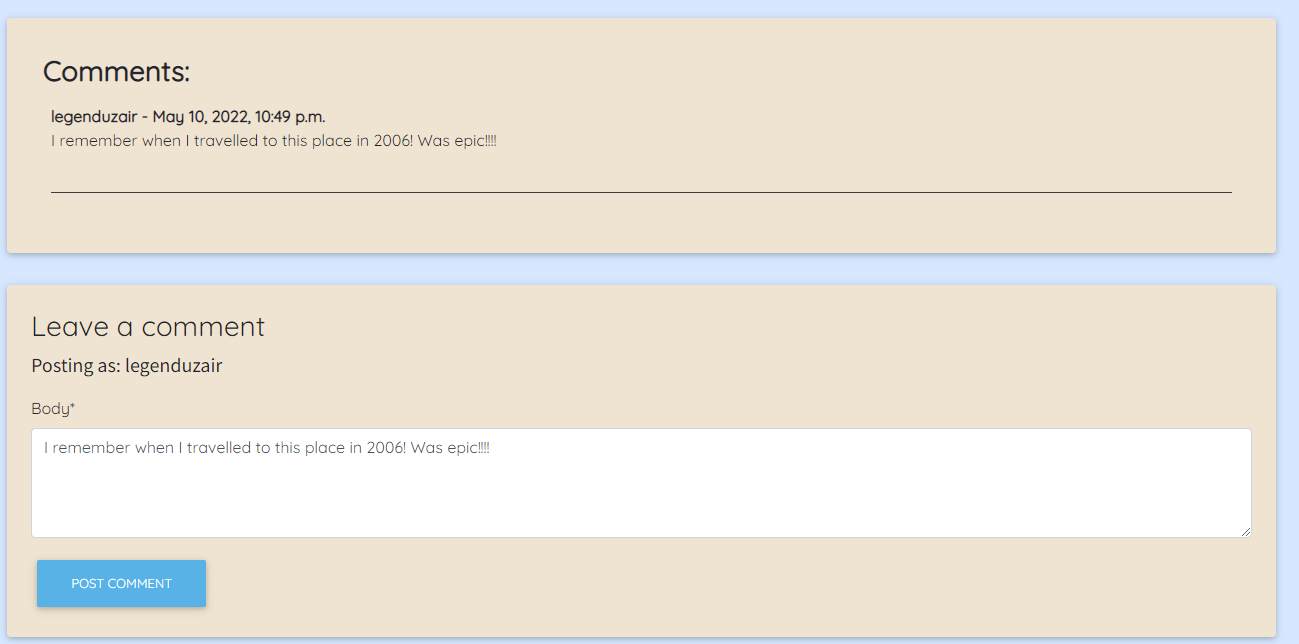 Comments:
legenduzair - May 10, 2022, 10:49 p.m.
I remember when I travelled to this place in 2006! Was epic!!!!
Leave a comment
Posting as: legenduzair
Body*
I remember when I travelled to this place in 2006! Was epic!!!!
POST COMMENT